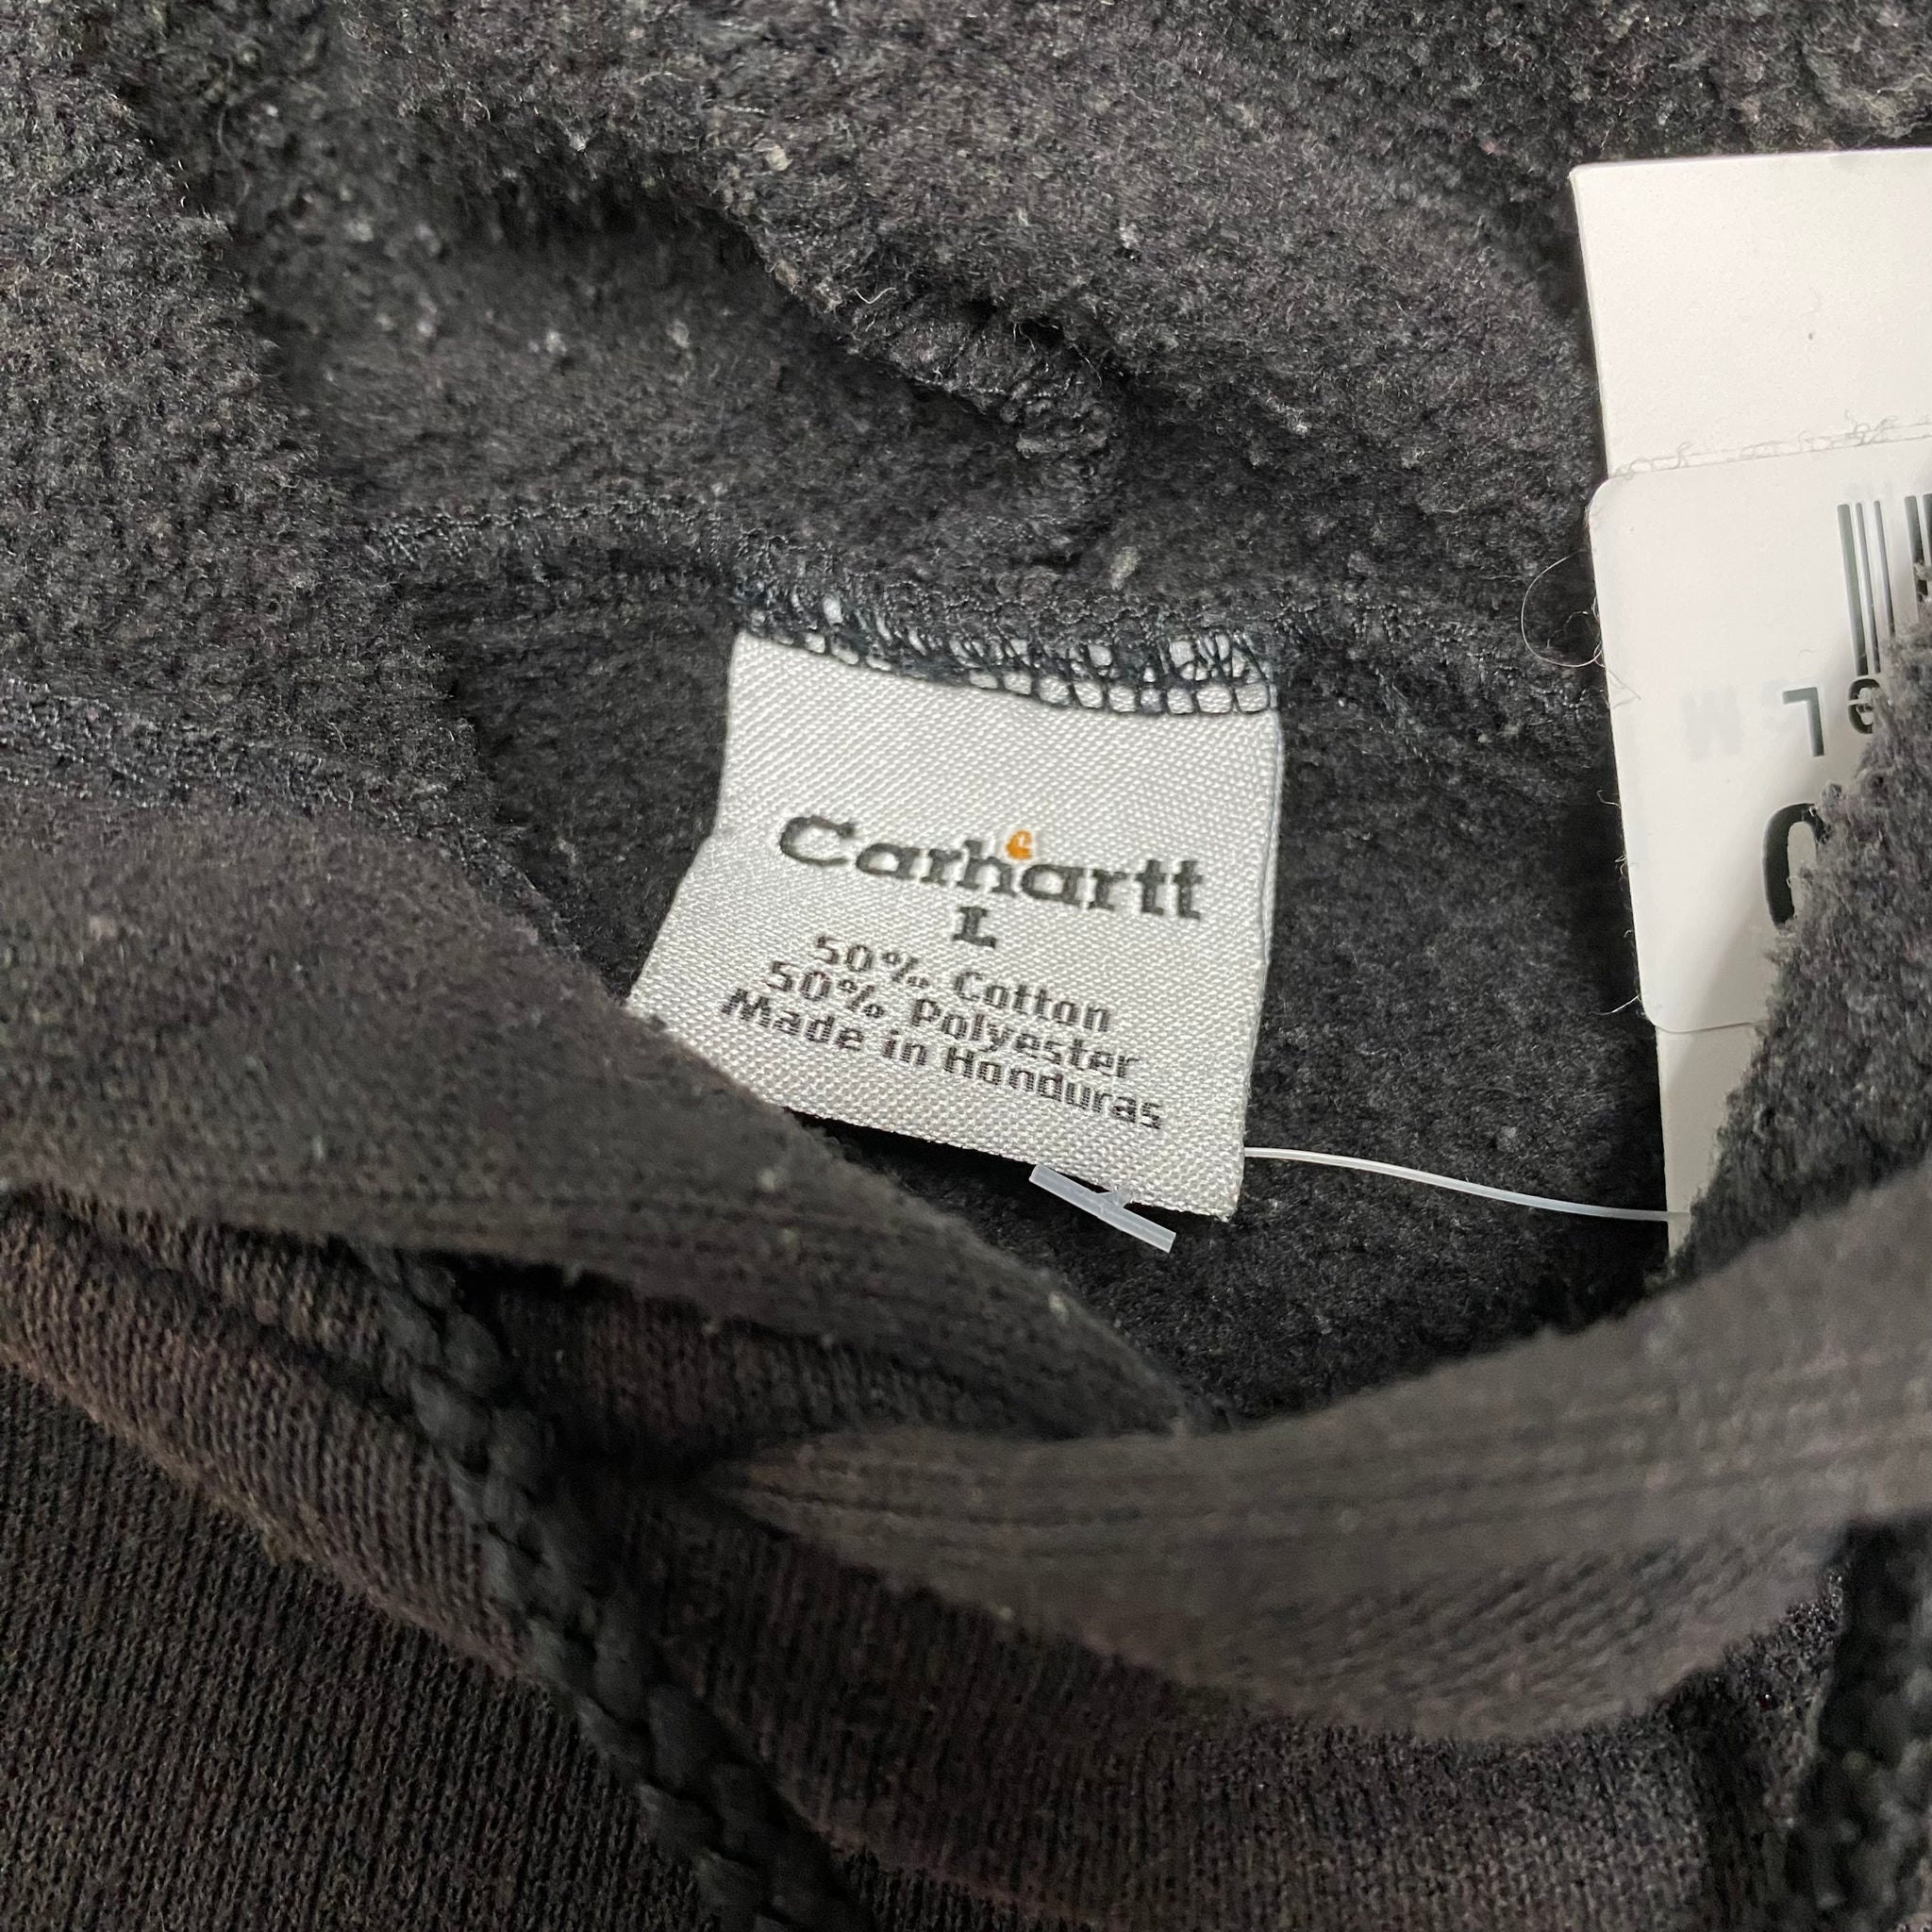 Carhartt
L
50% Cotton
50% Polyester
Made in Honduras